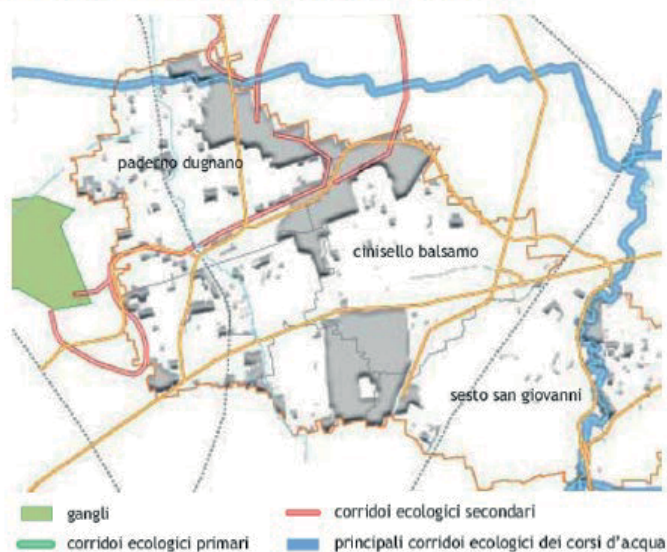 paderno dugnano
cinisello balsamo
sesto san giovanni
gangli
corridoi ecologici secondari
corridoi ecologici primari
principali corridoi ecologici dei corsi d'acqua